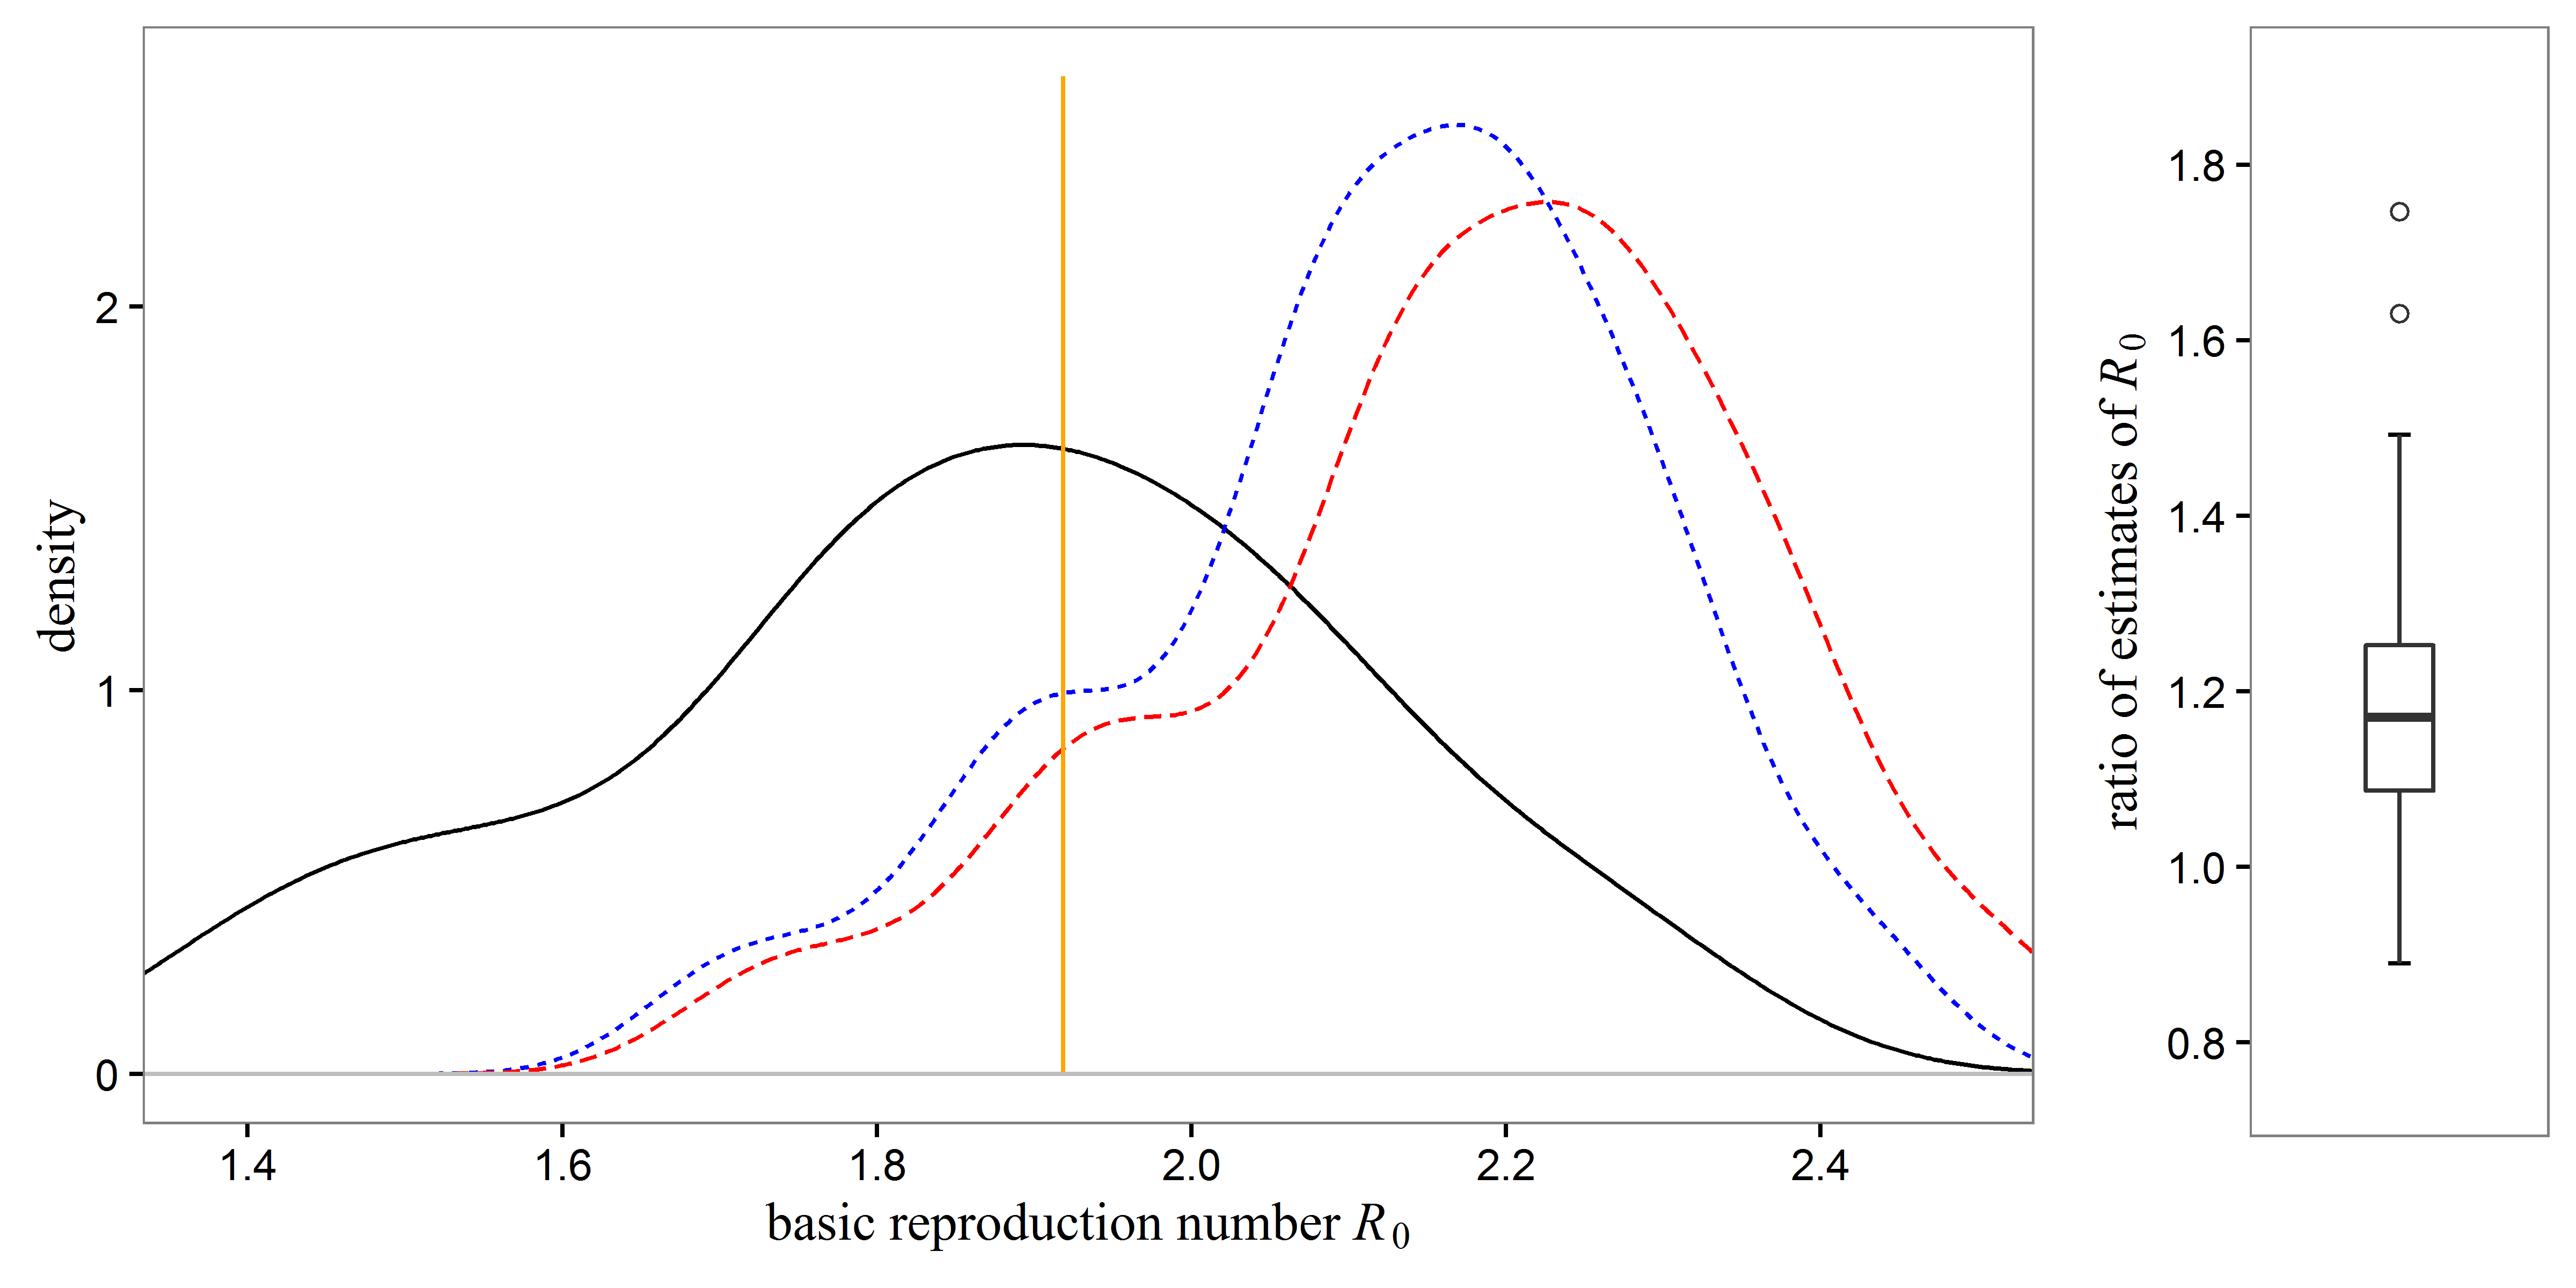 density
2
1
0
1.4 1.6 1.8 2.0 2.2 2.4
basic reproduction number R0
ratio of estimates of R0
1.8
1.6
1.4
1.2
1.0
0.8